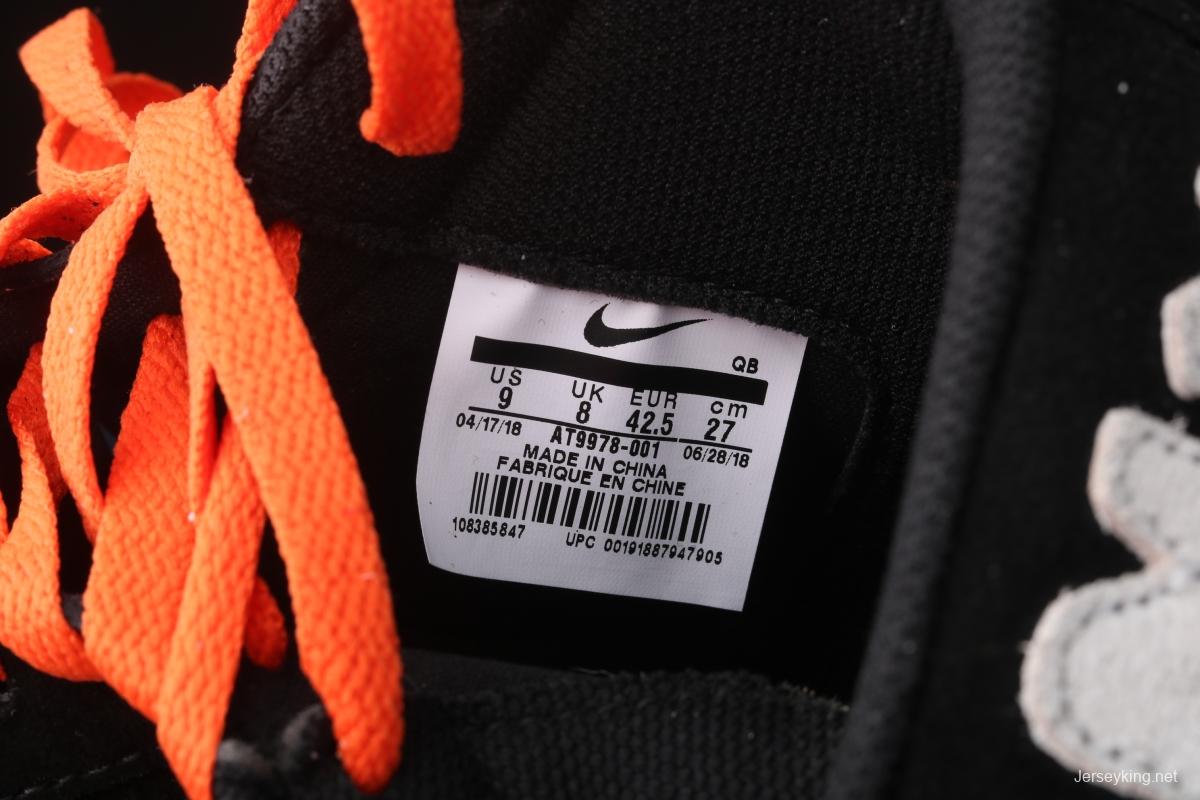 QB
US UK EUR cm
9 8 42.5 27
04/17/18 AT9978-001 06/28/18
MADE IN CHINA
FABRIQUE EN CHINE
108385847 UPC 00191887947905
Jerseyking.net